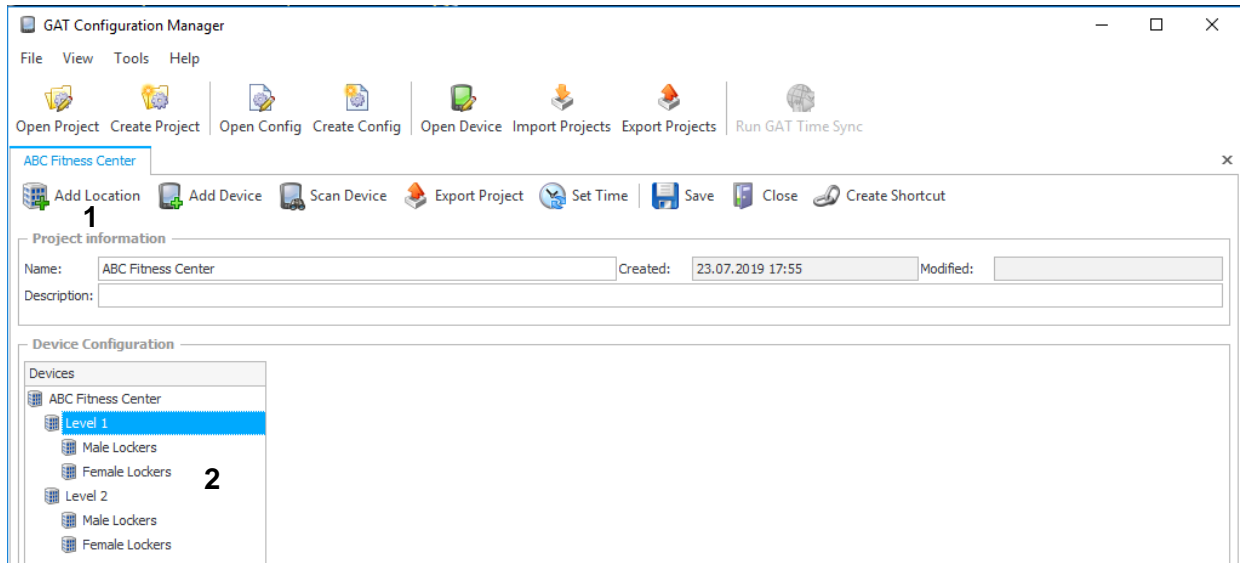 GAT Configuration Manager
File View Tools Help
Open Project Create Project Open Config Create Config Open Device Import Projects Export Projects Run GAT Time Sync
ABC Fitness Center
Add Location Add Device Scan Device Export Project Set Time Save Close Create Shortcut
1
Project information
Name: ABC Fitness Center Created: 23.07.2019 17:55 Modified:
Description:
Device Configuration
Devices
ABC Fitness Center
Level 1
Male Lockers
Female Lockers
2
Level 2
Male Lockers
Female Lockers